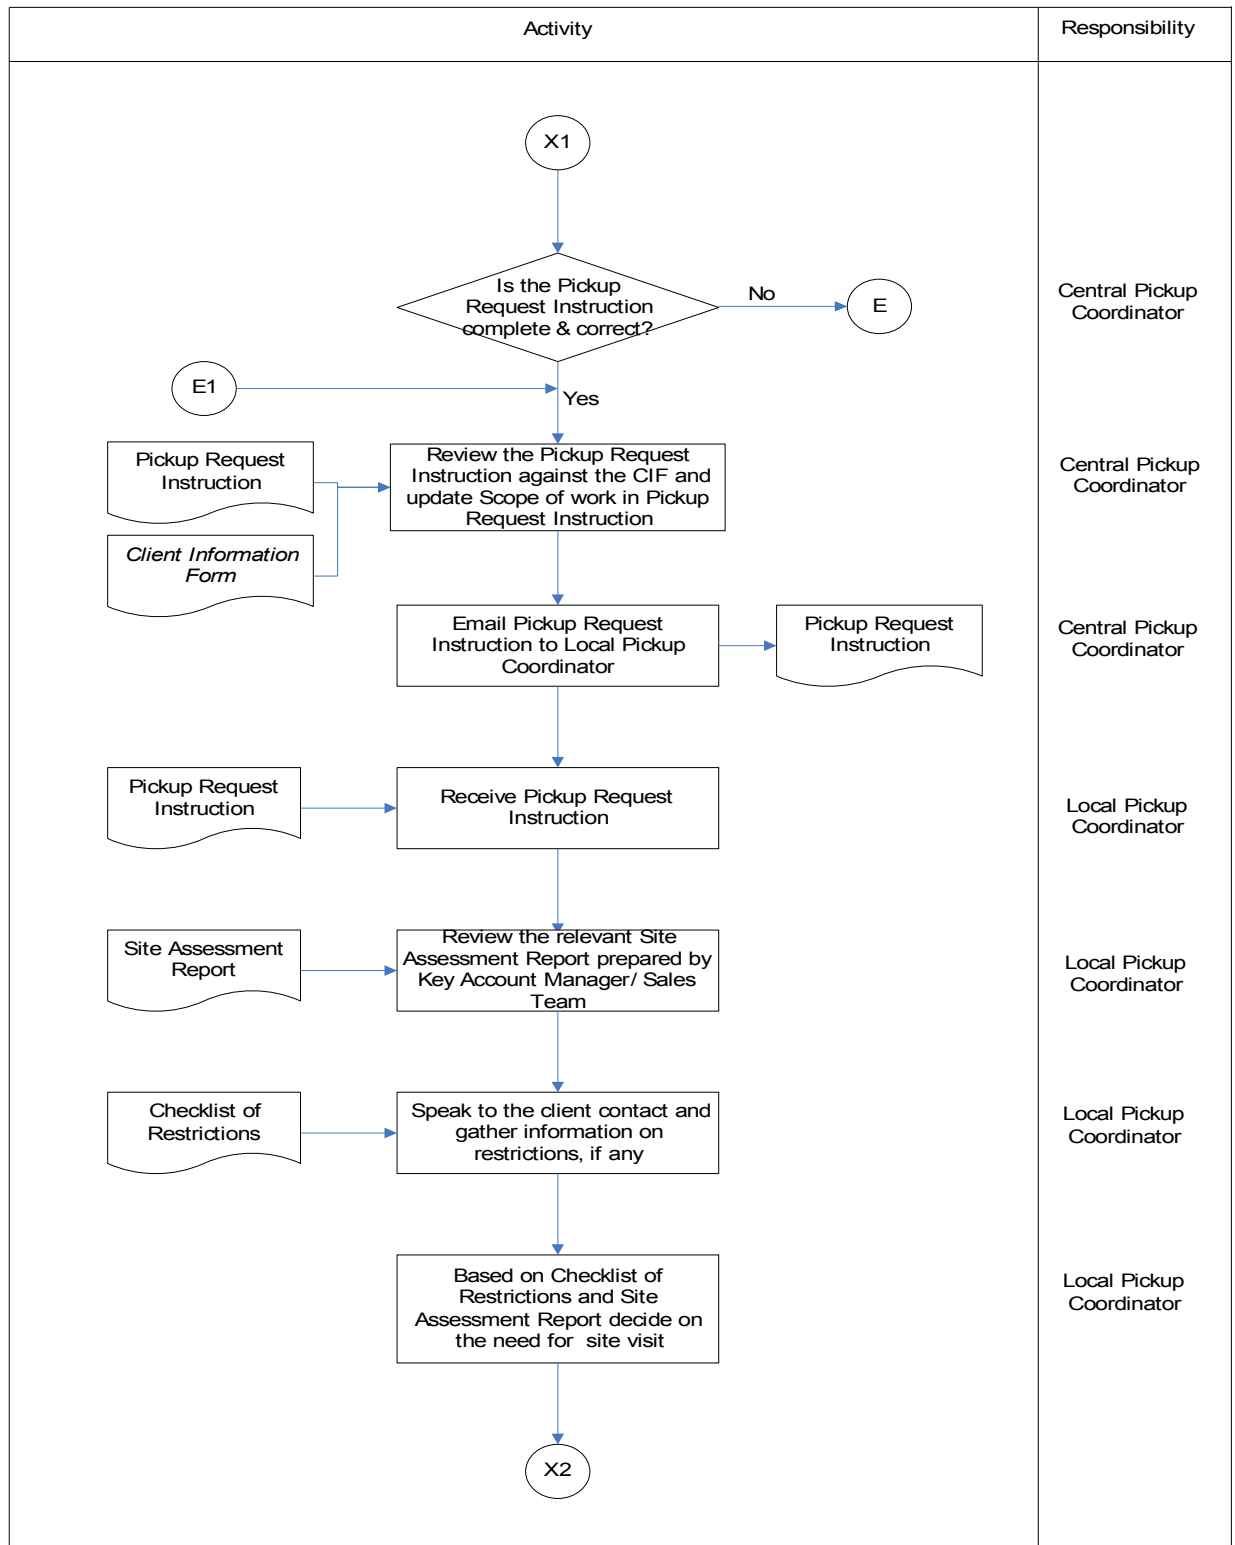 Activity
Responsibility
X1
Is the Pickup
Request Instruction
complete & correct?
No
E
Central Pickup
Coordinator
E1
Yes
Pickup Request
Instruction
Client Information
Form
Review the Pickup Request
Instruction against the CIF and
update Scope of work in Pickup
Request Instruction
Central Pickup
Coordinator
Email Pickup Request
Instruction to Local Pickup
Coordinator
Pickup Request
Instruction
Central Pickup
Coordinator
Pickup Request
Instruction
Receive Pickup Request
Instruction
Local Pickup
Coordinator
Site Assessment
Report
Review the relevant Site
Assessment Report prepared by
Key Account Manager/ Sales
Team
Local Pickup
Coordinator
Checklist of
Restrictions
Speak to the client contact and
gather information on
restrictions, if any
Local Pickup
Coordinator
Based on Checklist of
Restrictions and Site
Assessment Report decide on
the need for  site visit
Local Pickup
Coordinator
X2